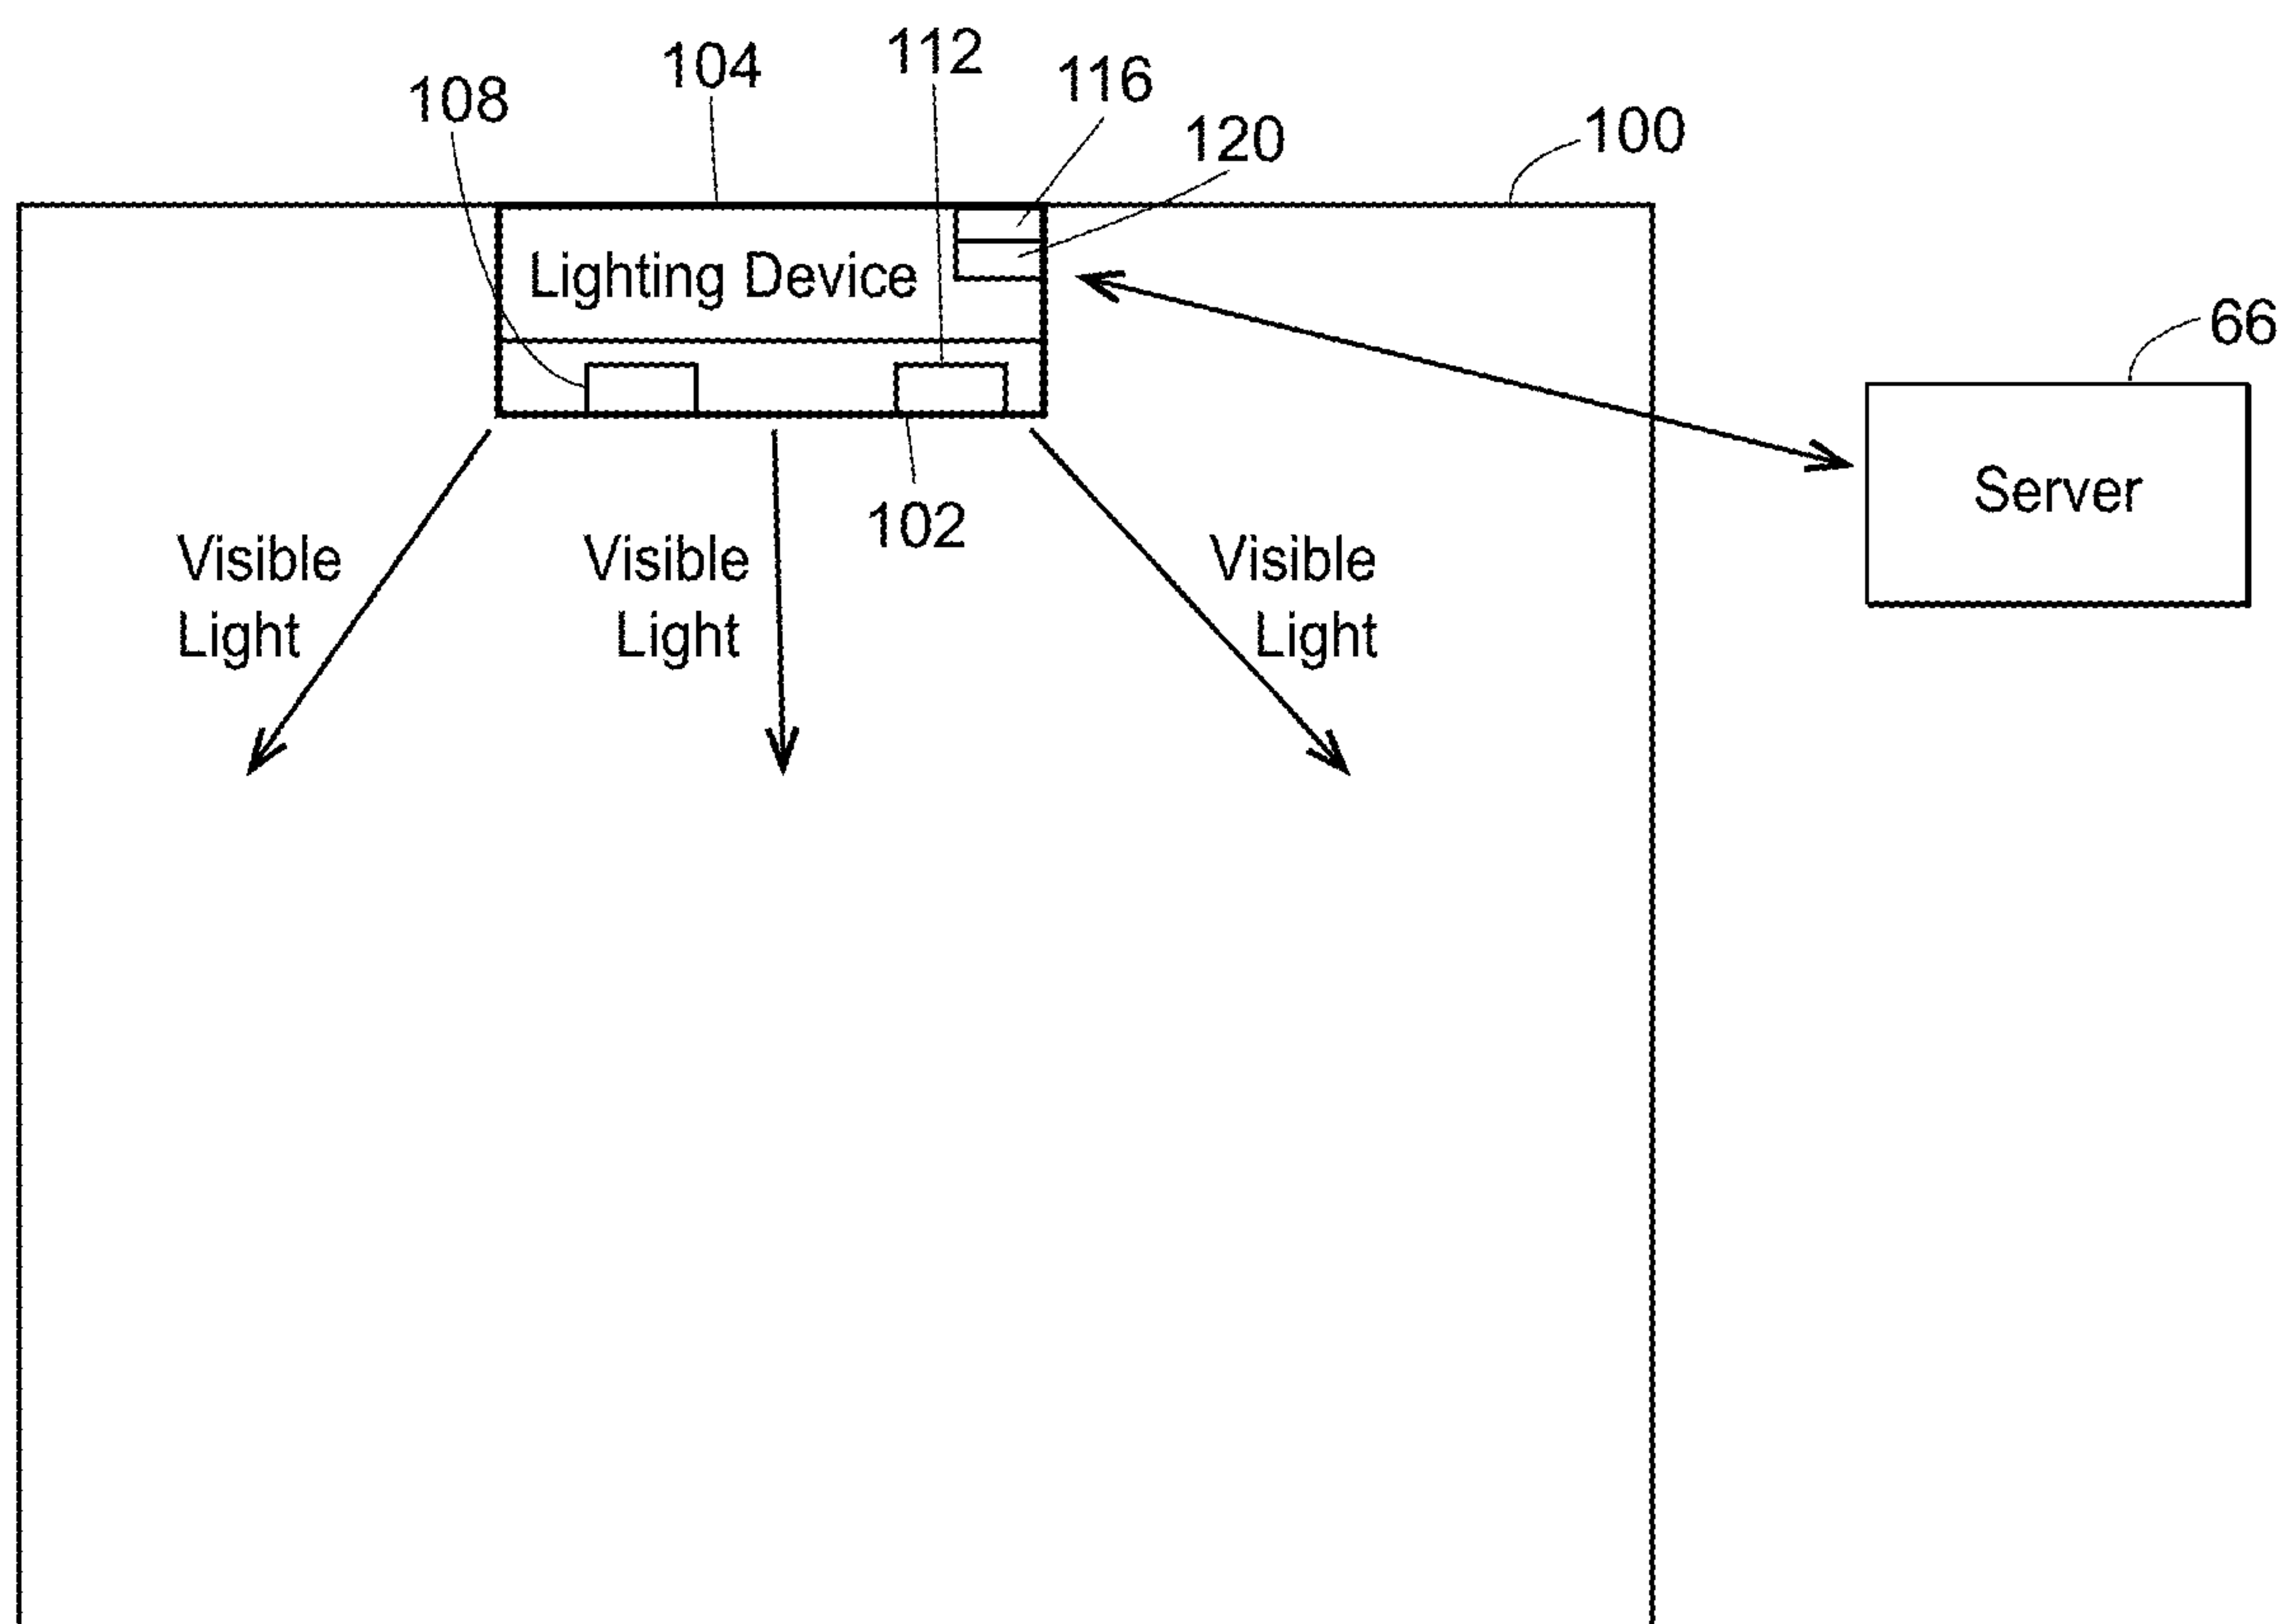 112
104
116
108
120
100
Lighting Device
66
Server
102
Visible
Light
Visible
Light
Visible
Light